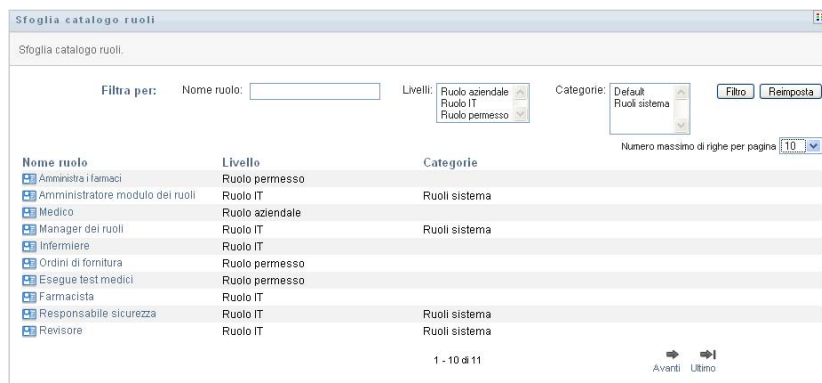 Sfoglia catalogo ruoli
Sfoglia catalogo ruoli.
Filtra per: Nome ruolo: Livelli: Ruolo aziendale Categorie: Default Filtro Reimposta
Ruolo IT Ruoli sistema
Ruolo permesso
Numero massimo di righe per pagina 10
Nome ruolo Livello Categorie
Amministra i farmaci Ruolo permesso
Amministratore modulo dei ruoli Ruolo IT Ruoli sistema
Medico Ruolo aziendale
Manager dei ruoli Ruolo IT Ruoli sistema
Infermiere Ruolo IT
Ordini di fornitura Ruolo permesso
Esegue test medici Ruolo permesso
Farmacista Ruolo IT
Responsabile sicurezza Ruolo IT Ruoli sistema
Revisore Ruolo IT Ruoli sistema
1 - 10 di 11 Avanti Ultimo